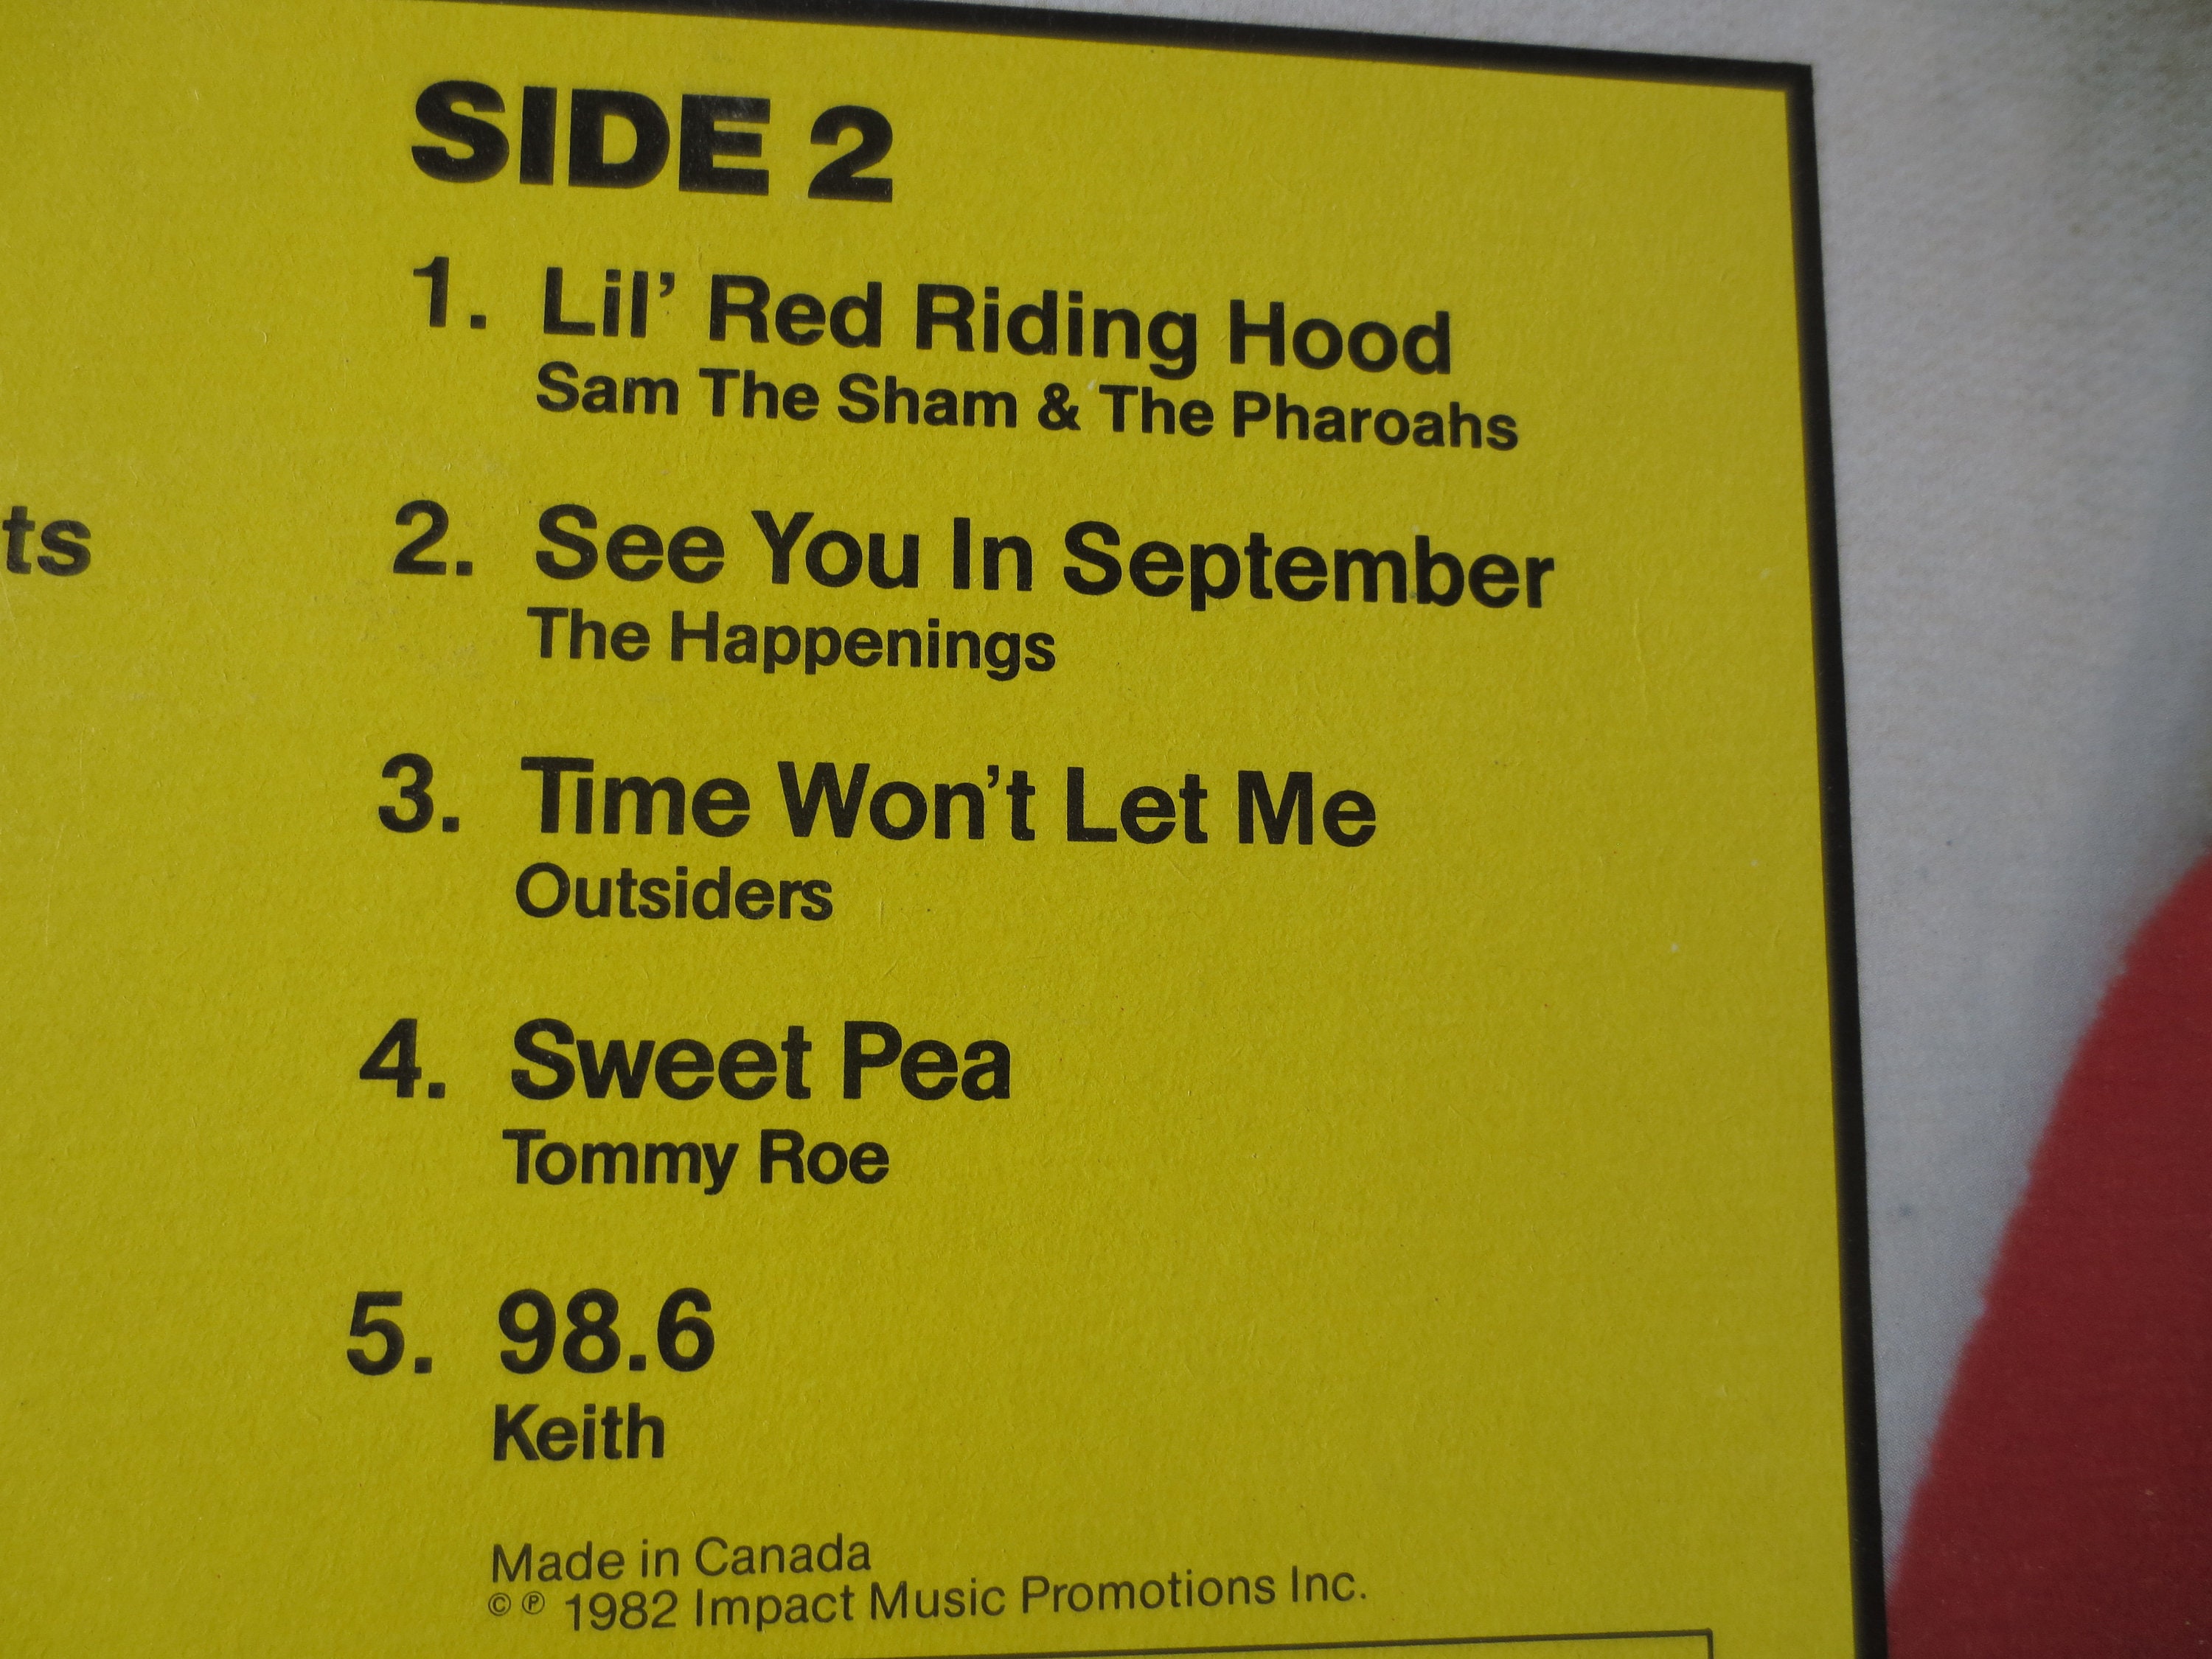 SIDE 2
1. Lil’ Red Riding Hood
Sam The Sham & The Pharoahs
ts
2. See You In September
The Happenings
3. Time Won’t Let Me
Outsiders
4. Sweet Pea
Tommy Roe
5. 98.6
Keith
Made in Canada
© ℗ 1982 Impact Music Promotions Inc.